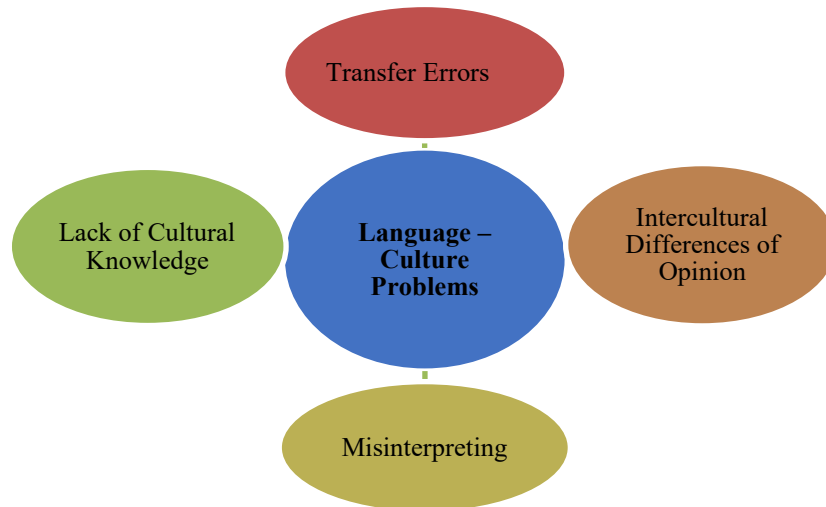 Transfer Errors
Lack of Cultural
Knowledge
Language –
Culture
Problems
Intercultural
Differences of
Opinion
Misinterpreting